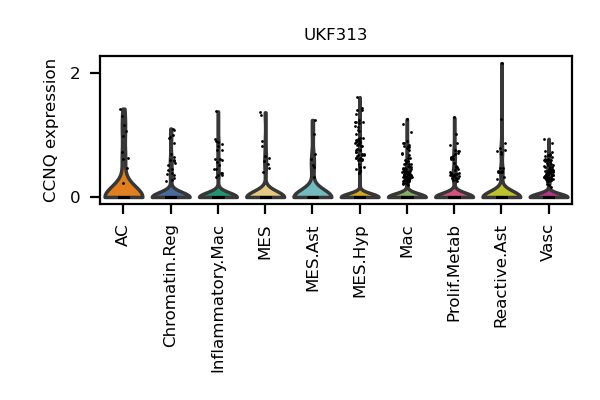 UKF313
CCNQ expression
2
0
AC
Chromatin.Reg
Inflammatory.Mac
MES
MES.Ast
MES.Hyp
Mac
Prolif.Metab
Reactive.Ast
Vasc